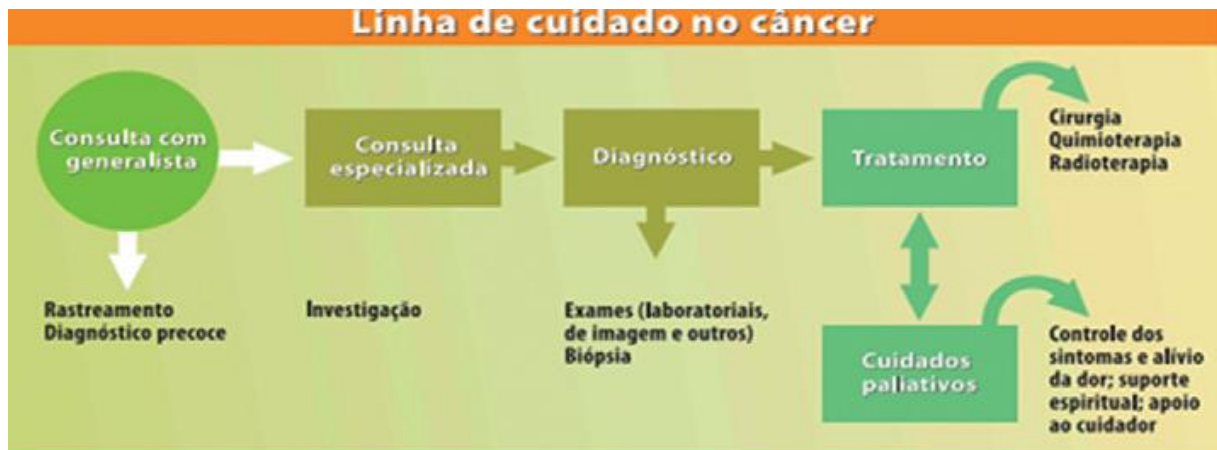 Linha de cuidado no câncer
Consulta com
generalista
Rastreamento
Diagnóstico precoce
Consulta
especializada
Investigação
Diagnóstico
Exames (laboratoriais,
de imagem e outros)
Biópsia
Tratamento
Cirurgia
Quimioterapia
Radioterapia
Cuidados
paliativos
Controle dos
sintomas e alívio
da dor; suporte
espiritual; apoio
ao cuidador